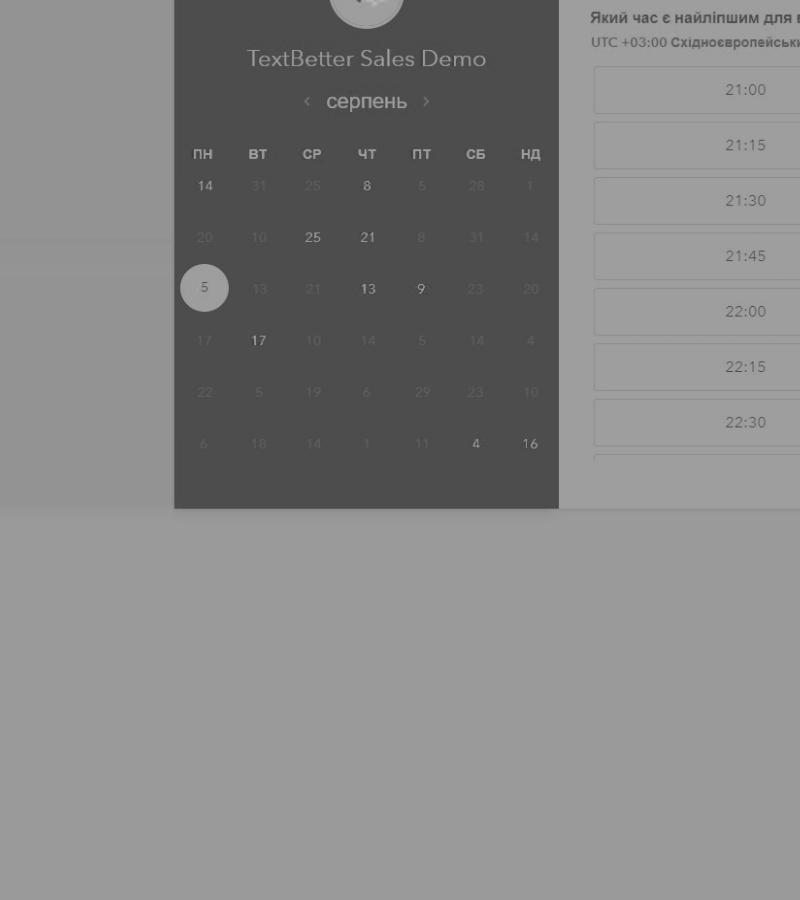 Який час є найліпшим для
UTC +03:00 Східноєвропейськ
TextBetter Sales Demo
серпень
ПН ВТ СР ЧТ ПТ СБ НД
14 31 25 8 5 28 1
20 10 25 21 8 31 14
5 13 21 13 9 23 20
17 17 10 14 5 14 4
22 5 19 6 29 23 10
6 18 14 1 11 4 16
21:00
21:15
21:30
21:45
22:00
22:15
22:30